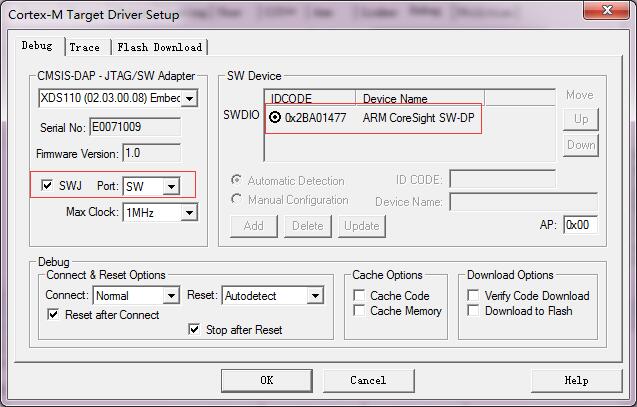 Cortex-M Target Driver Setup
Debug Trace Flash Download
CMSIS-DAP - JTAG/SW Adapter
XDS110 (02.03.00.08) Embec
Serial No: E0071009
Firmware Version: 1.0
SWJ Port: SW
Max Clock: 1MHz
SW Device
IDCODE Device Name
SWDIO 0x2BA01477 ARM CoreSight SW-DP
Move
Up
Down
Automatic Detection ID CODE:
Manual Configuration Device Name:
Add Delete Update AP: 0x00
Debug
Connect & Reset Options
Connect: Normal Reset: Autodetect
Reset after Connect
Stop after Reset
Cache Options
Cache Code
Cache Memory
Download Options
Verify Code Download
Download to Flash
OK Cancel Help